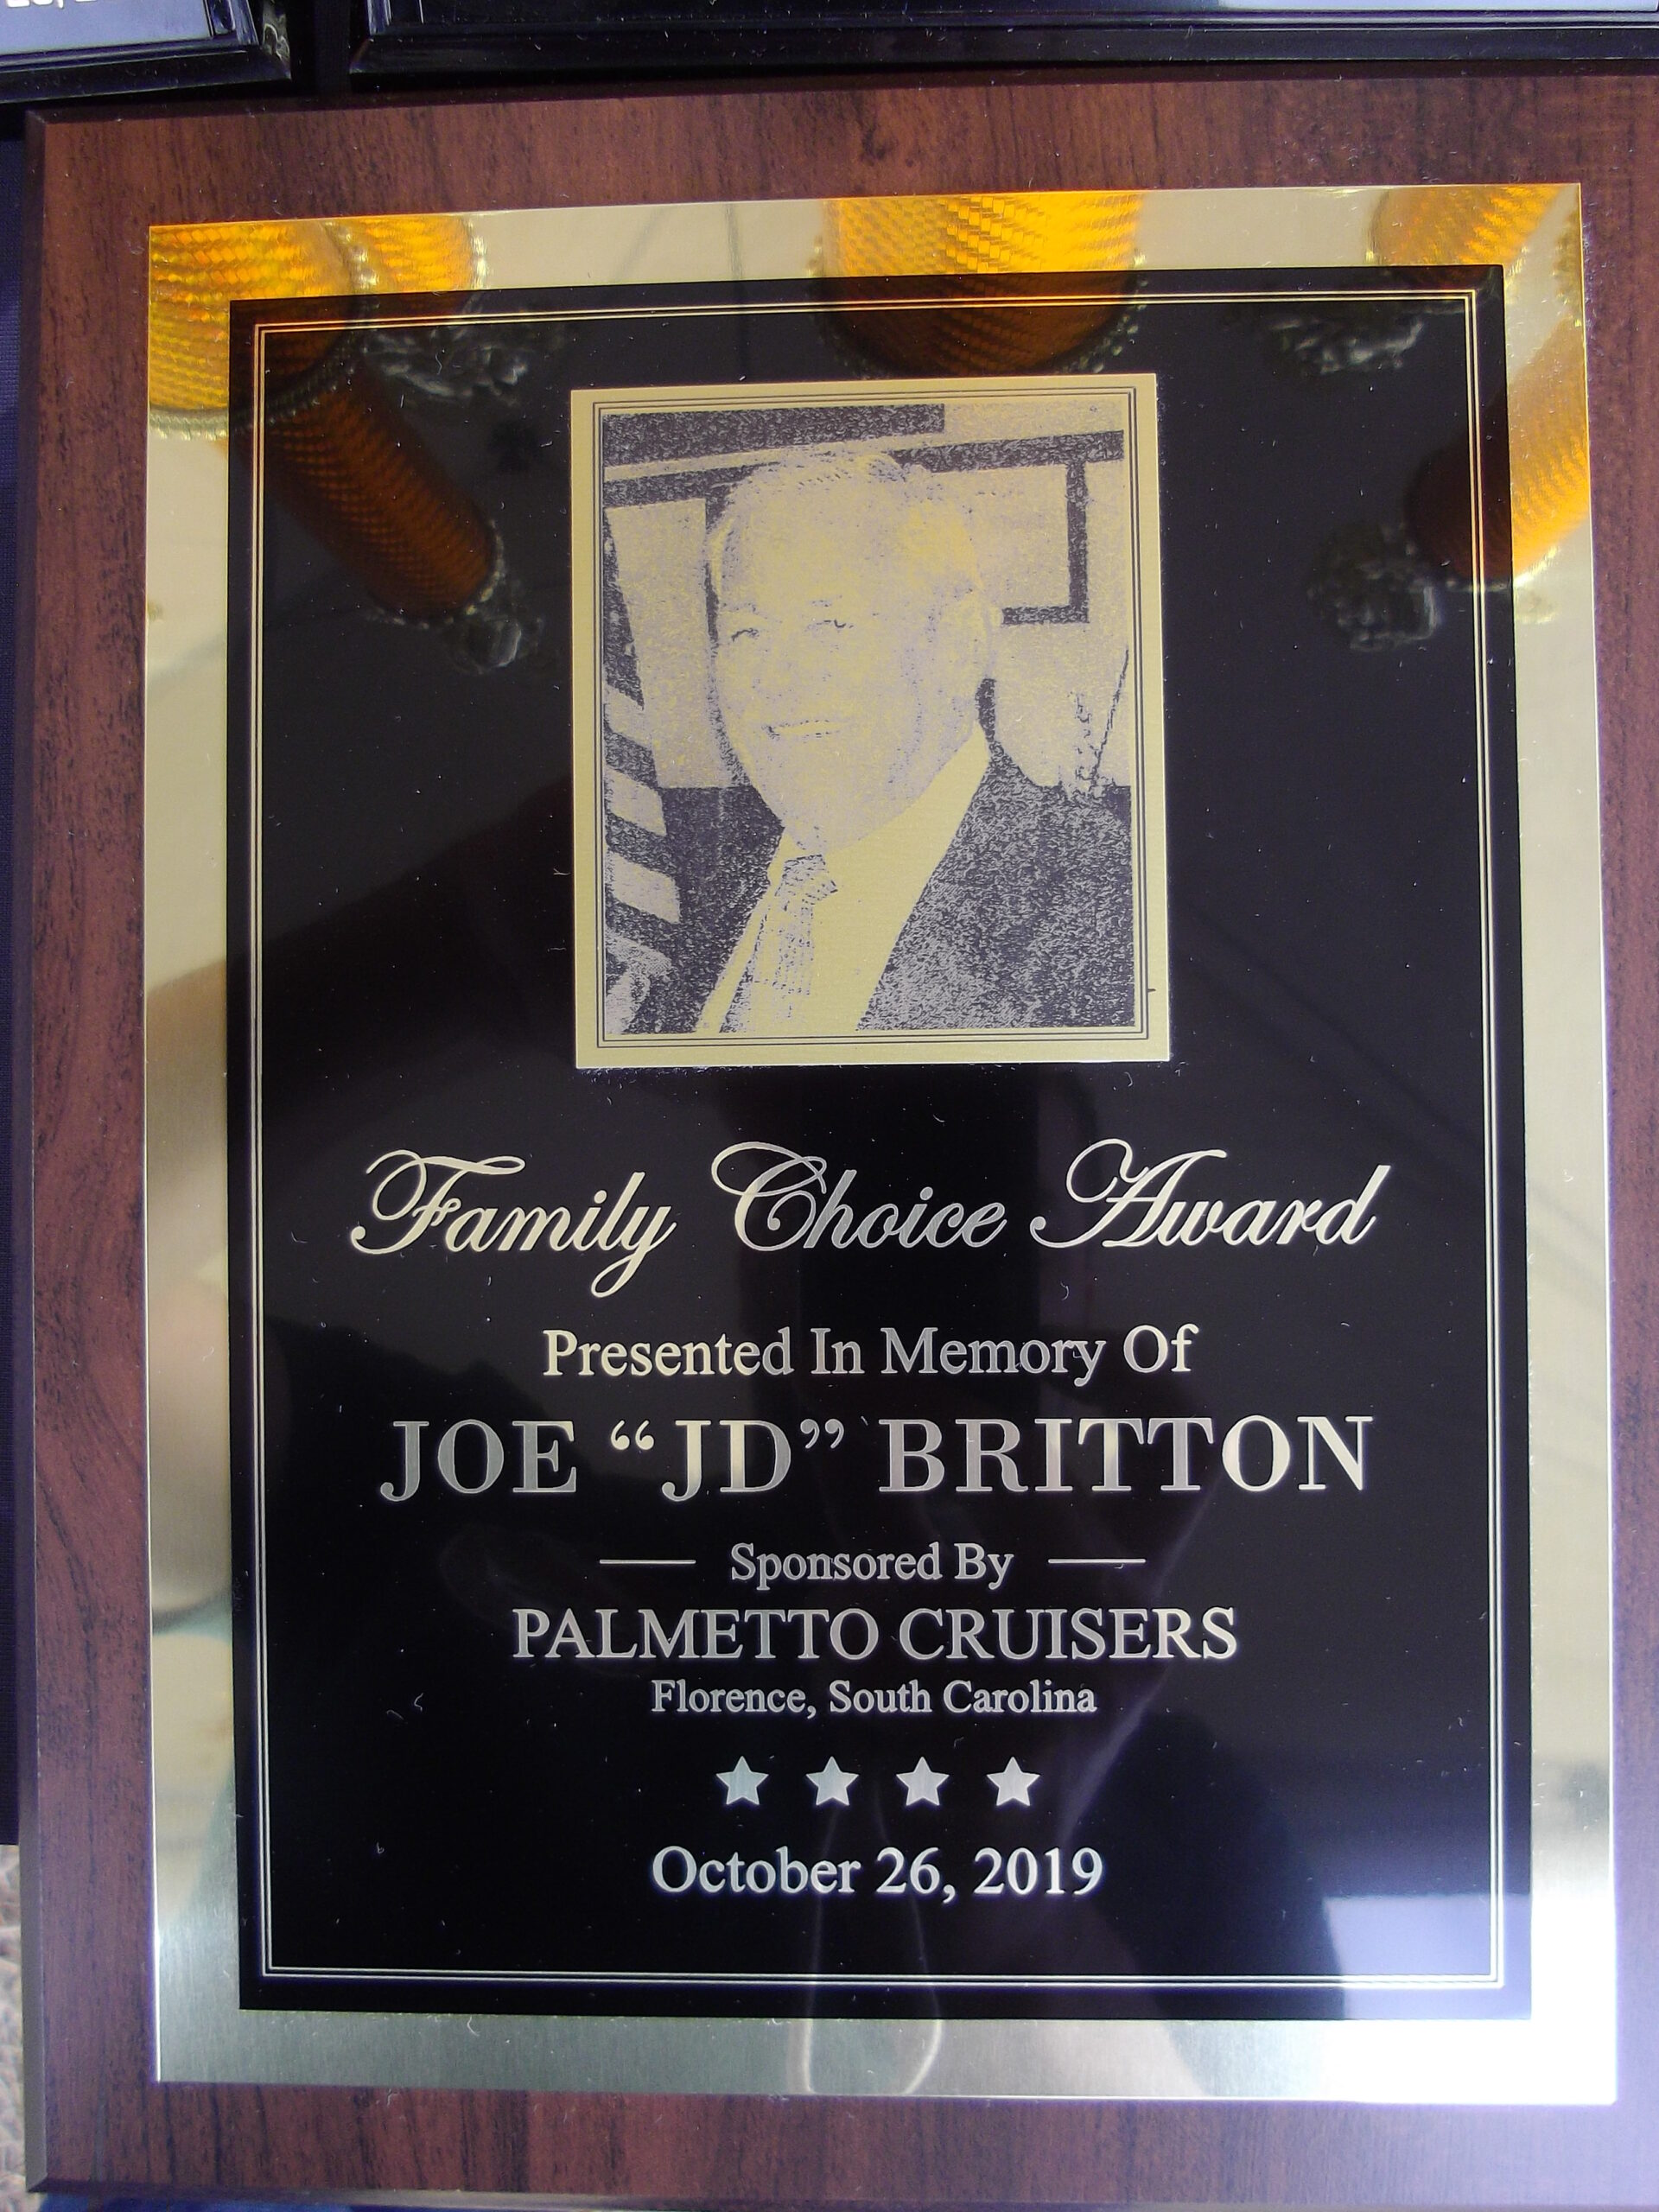 Family Choice Award
Presented In Memory Of
JOE “JD” BRITTON
Sponsored By
PALMETTO CRUISERS
Florence, South Carolina
October 26, 2019